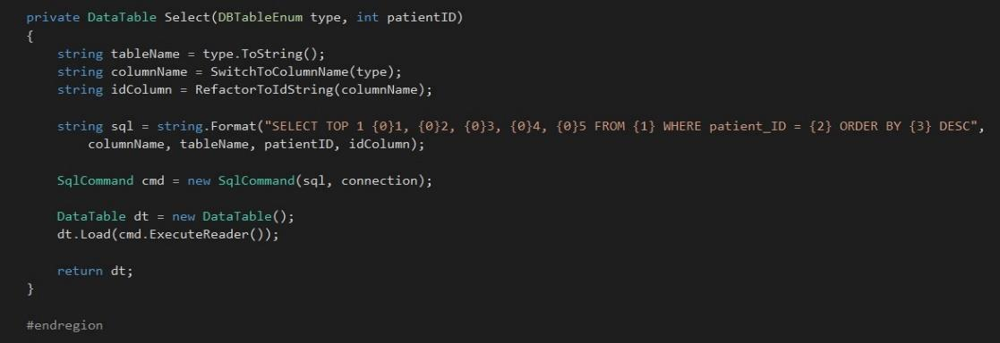 private DataTable Select(DBTableEnum type, int patientID)
{
    string tableName = type.ToString();
    string columnName = SwitchToColumnName(type);
    string idColumn = RefactorToIdString(columnName);

    string sql = string.Format("SELECT TOP 1 {0}1, {0}2, {0}3, {0}4, {0}5 FROM {1} WHERE patient_ID = {2} ORDER BY {3} DESC",
        columnName, tableName, patientID, idColumn);

    SqlCommand cmd = new SqlCommand(sql, connection);

    DataTable dt = new DataTable();
    dt.Load(cmd.ExecuteReader());

    return dt;
}

#endregion